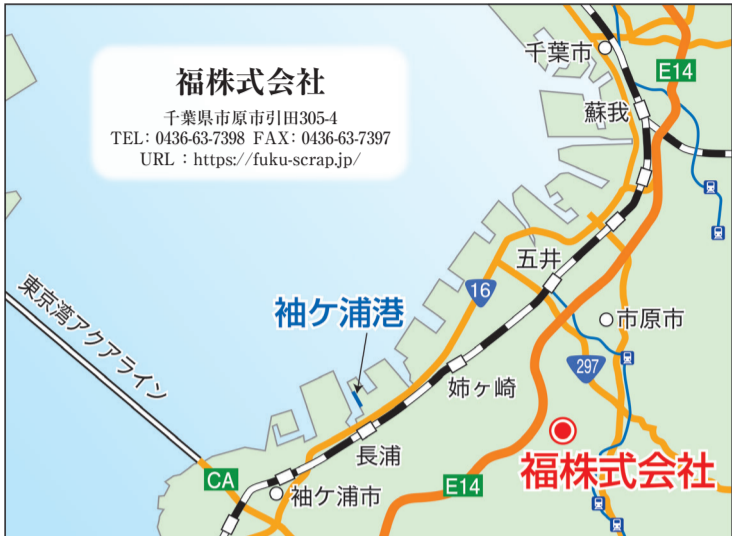 福株式会社
千葉県市原市引田305-4
TEL: 0436-63-7398 FAX: 0436-63-7397
URL : https://fuku-scrap.jp/
千葉市
E14
蘇我
五井
16
東京湾アクアライン
袖ケ浦港
市原市
297
姉ヶ崎
長浦
福株式会社
CA
E14
袖ケ浦市